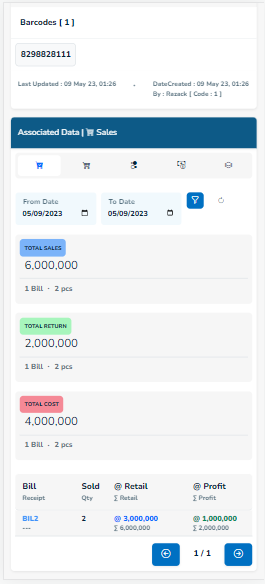 Barcodes [ 1 ]
8298828111
Last Updated : 09 May 23, 01:26 - DateCreated : 09 May 23, 01:26
By : Razack [ Code : 1 ]
Associated Data | Sales
From Date To Date
05/09/2023 05/09/2023
TOTAL SALES
6,000,000
1 Bill · 2 pcs
TOTAL RETURN
2,000,000
1 Bill · 2 pcs
TOTAL COST
4,000,000
1 Bill · 2 pcs
Bill Sold @ Retail @ Profit
Receipt Qty ∑ Retail ∑ Profit
BIL2 2 @ 3,000,000 @ 1,000,000
--- ∑ 6,000,000 ∑ 2,000,000
1 / 1